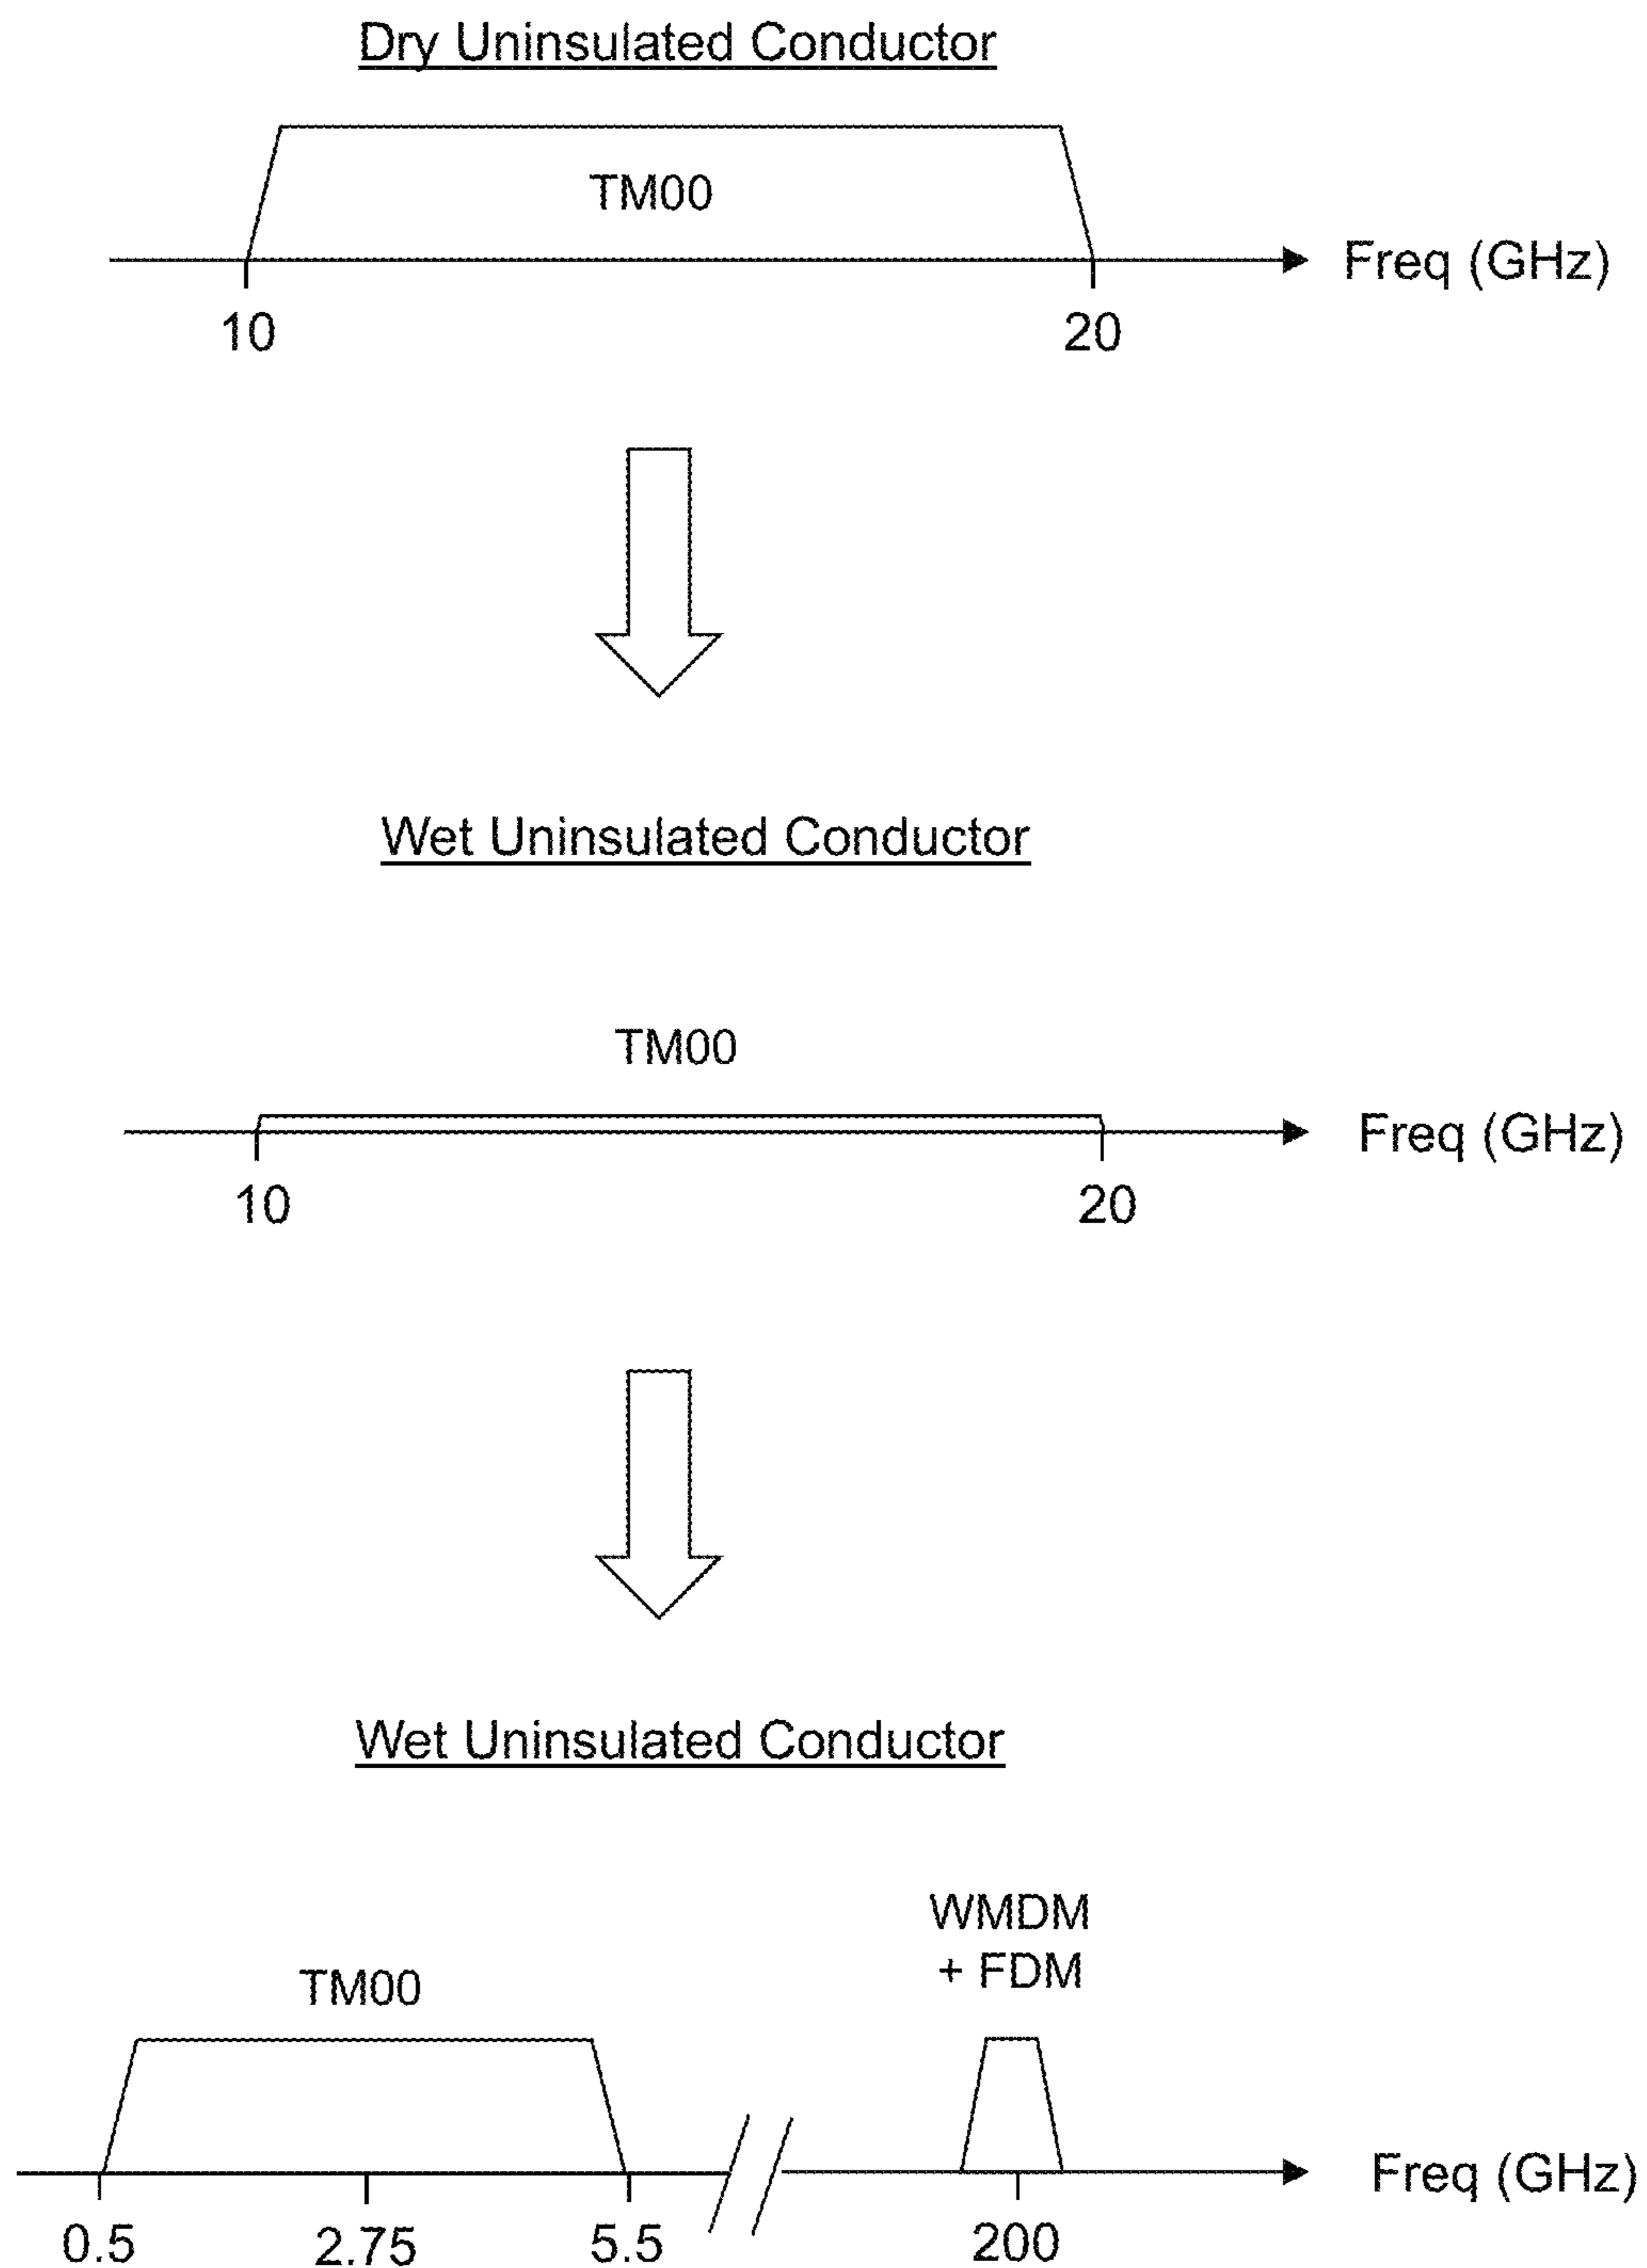 Dry Uninsulated Conductor
TM00
Freq (GHz)
10
20
Wet Uninsulated Conductor
TM00
Freq (GHz)
10
20
Wet Uninsulated Conductor
WMDM
+ FDM
TM00
Freq (GHz)
0.5
2.75
5.5
200